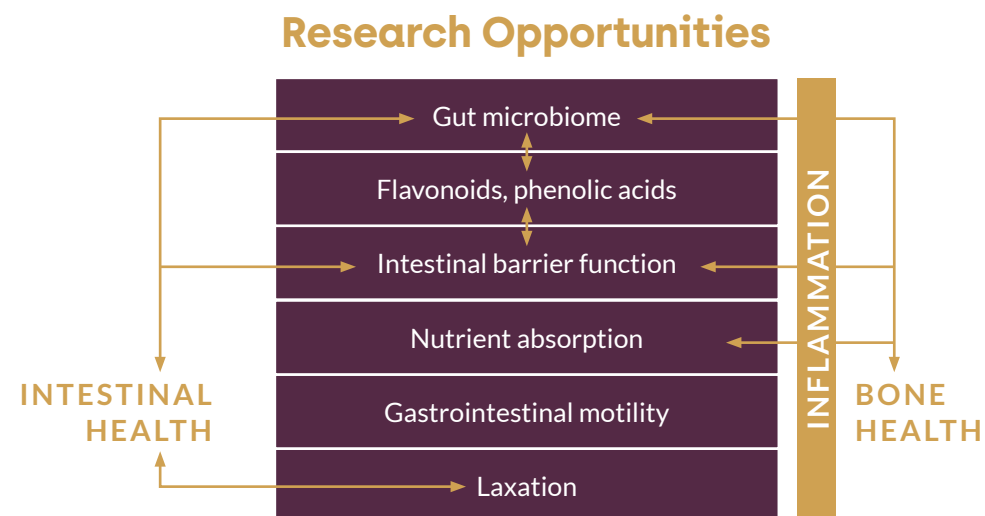 Research Opportunities
Gut microbiome
Flavonoids, phenolic acids
Intestinal barrier function
Nutrient absorption
Gastrointestinal motility
Laxation
INTESTINAL
HEALTH
INFLAMMATION
BONE
HEALTH